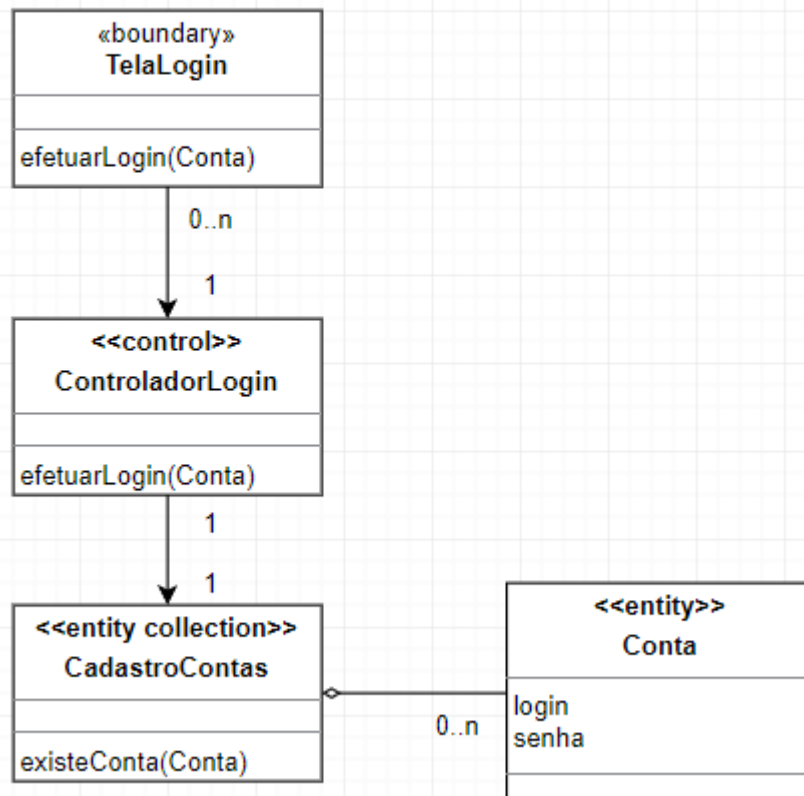 «boundary»
TelaLogin
efetuarLogin(Conta)
0..n
1
<<control>>
ControladorLogin
efetuarLogin(Conta)
1
1
<<entity collection>>
CadastroContas
existeConta(Conta)
0..n
<<entity>>
Conta
login
senha